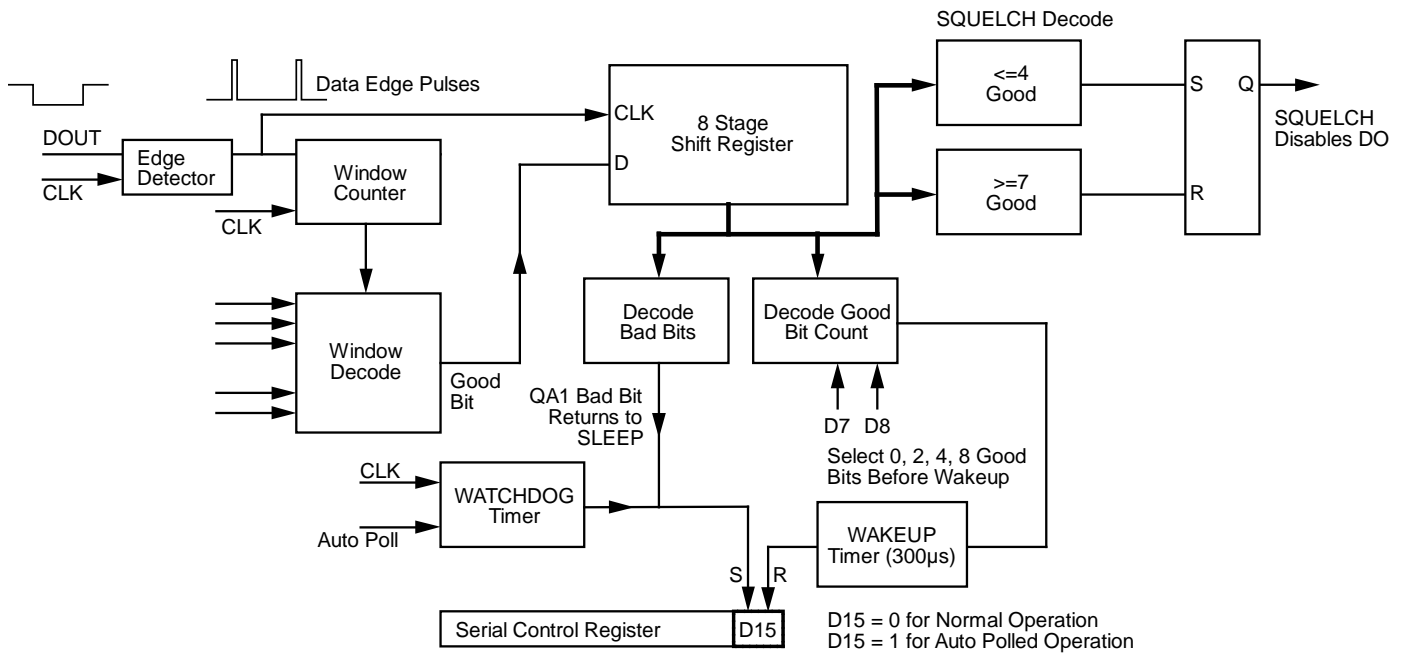 SQUELCH Decode
Data Edge Pulses
DOUT
CLK
Edge
Detector
Window
Counter
CLK
CLK
D
8 Stage
Shift Register
<=4
Good
>=7
Good
S
Q
R
SQUELCH
Disables DO
Window
Decode
Good
Bit
Decode
Bad Bits
Decode Good
Bit Count
QA1 Bad Bit
Returns to
SLEEP
D7
D8
Select 0, 2, 4, 8 Good
Bits Before Wakeup
CLK
Auto Poll
WATCHDOG
Timer
WAKEUP
Timer (300µs)
S
R
Serial Control Register
D15
D15 = 0 for Normal Operation
D15 = 1 for Auto Polled Operation